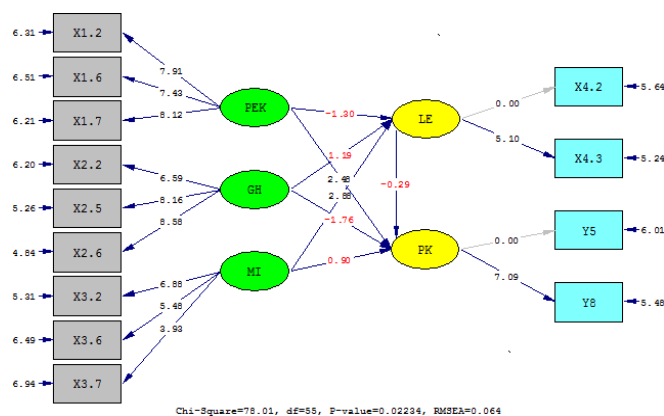 6.31 X1.2
6.51 X1.6
6.21 X1.7
6.20 X2.2
5.26 X2.5
4.84 X2.6
5.31 X3.2
6.49 X3.6
6.94 X3.7
7.91
7.43
8.12
6.59
8.16
8.58
6.88
5.48
3.93
PEK
GH
MI
-1.30
1.19
2.48
2.88
-1.76
0.90
-0.29
LE
PK
0.00
5.10
0.00
7.09
X4.2 5.64
X4.3 5.24
Y5 6.01
Y8 5.48
Chi-Square=78.01, df=55, P-value=0.02234, RMSEA=0.064